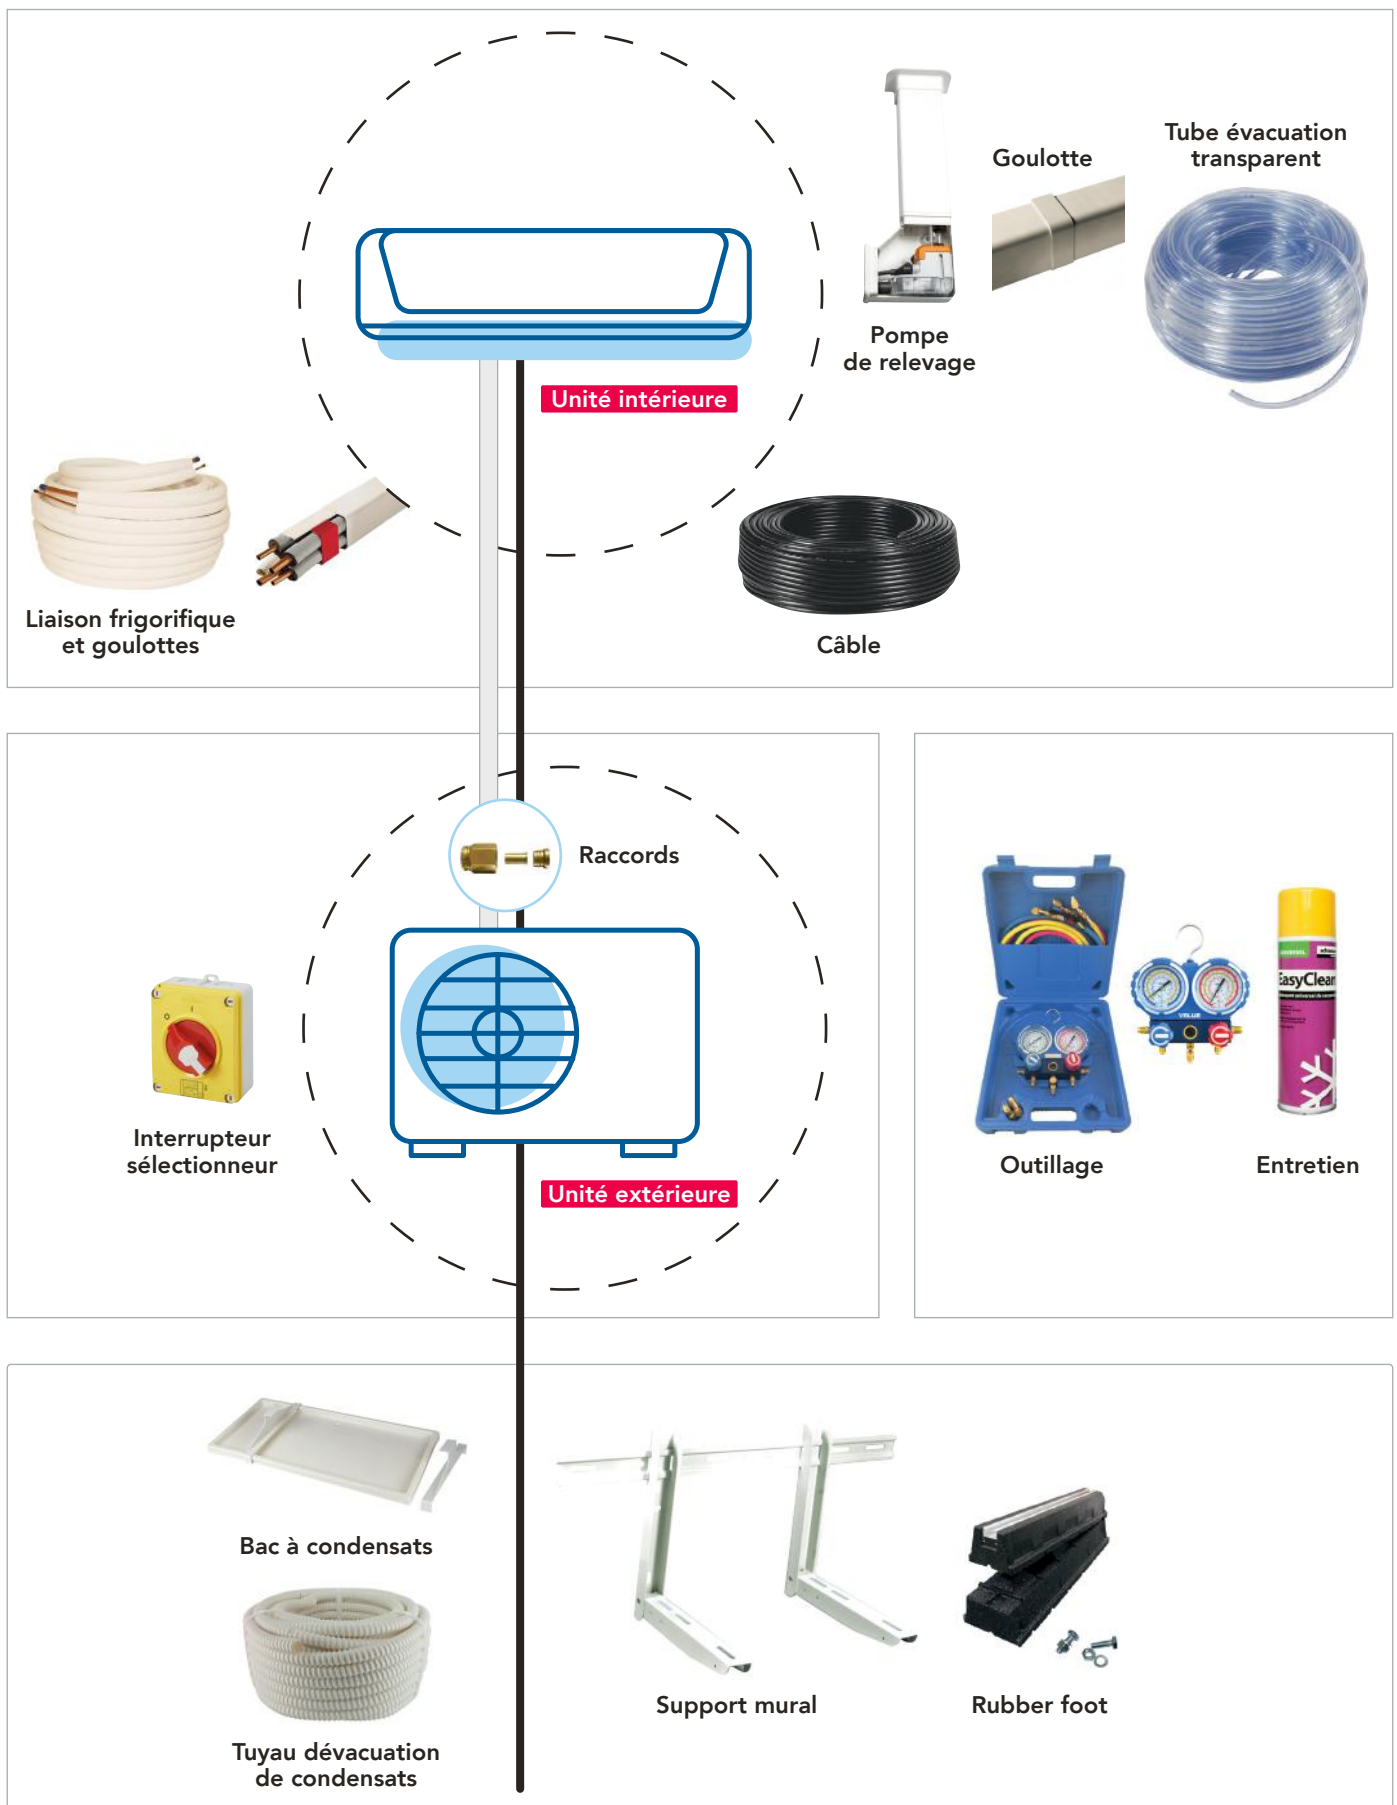 Tube évacuation
transparent
Goulotte
Pompe
de relevage
Unité intérieure
Liaison frigorifique
et goulottes
Câble
Raccords
Interrupteur
sélectionneur
Unité extérieure
VALUE
EasyClean
Outillage
Entretien
Bac à condensats
Tuyau dévacuation
de condensats
Support mural
Rubber foot